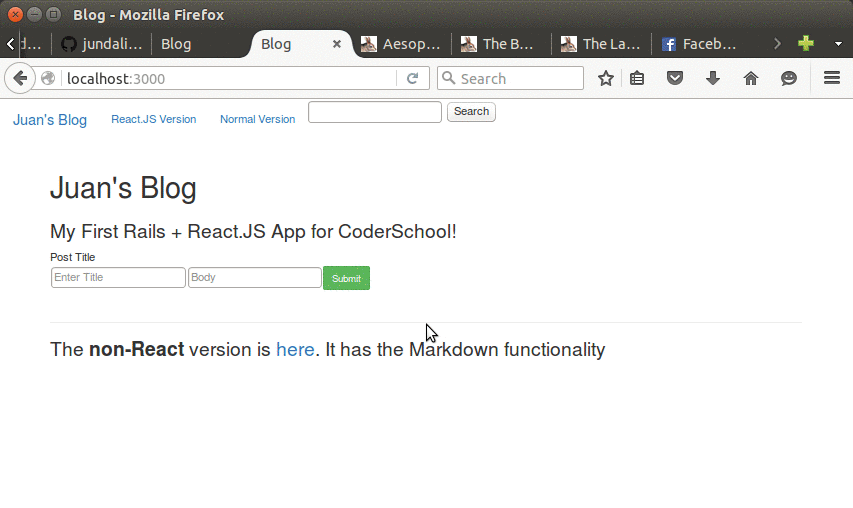 Blog - Mozilla Firefox
d… jundali… Blog Blog Aesop… The B… The La… Faceb…
localhost:3000 Search
Juan's Blog React.JS Version Normal Version Search
Juan's Blog
My First Rails + React.JS App for CoderSchool!
Post Title
Enter Title Body Submit
The non-React version is here. It has the Markdown functionality